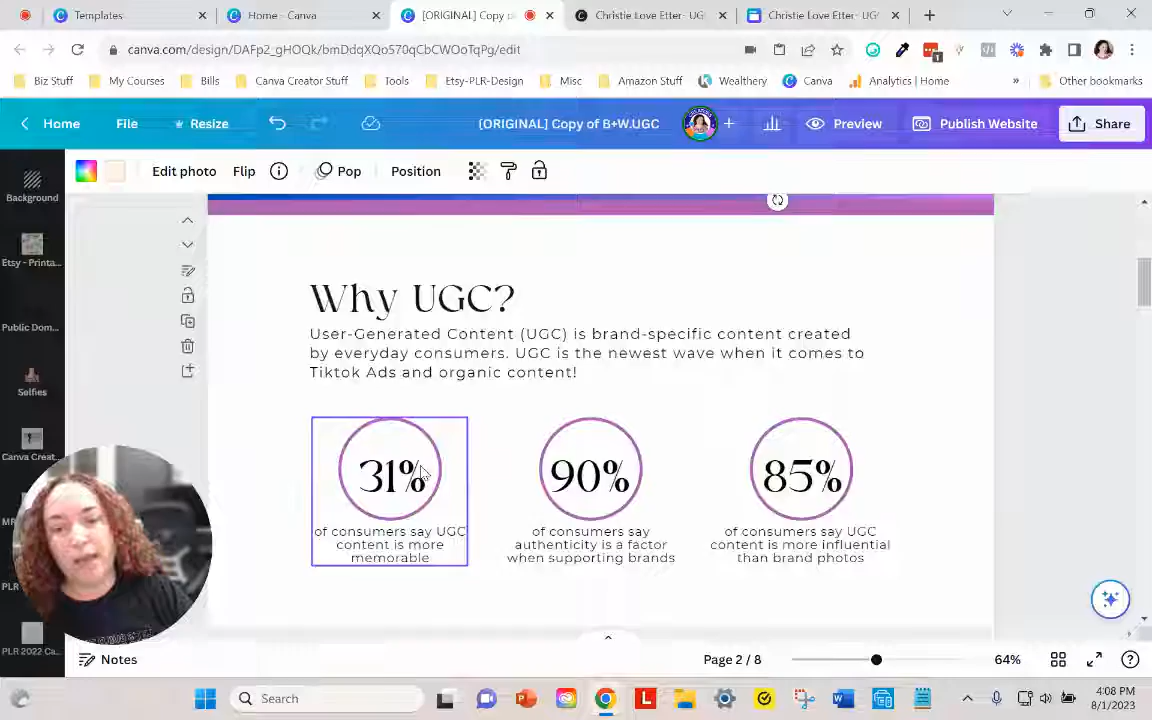 Templates
Home - Canva
[ORIGINAL] Copy of
Christie Love Etter- UG
Christie Love Etter- UG
canva.com/design/DAFp2_gHOQk/bmDdqXQo570qCbCWOoTqPg/edit
1
Biz Stuff
My Courses
Bills
Canva Creator Stuff
Tools
Etsy-PLR-Design
Misc
Amazon Stuff
Wealthery
Canva
Analytics | Home
»
Other bookmarks
Home
File
Resize
[ORIGINAL] Copy of B+W.UGC
Preview
Publish Website
Share
Edit photo
Flip
Pop
Position
Background
Etsy - Printa...
Public Dom...
Selfies
Canva Creat...
PLR 2022 Ca...
Why UGC?
User-Generated Content (UGC) is brand-specific content created
by everyday consumers. UGC is the newest wave when it comes to
Tiktok Ads and organic content!
31%
of consumers say UGC
content is more
memorable
90%
of consumers say
authenticity is a factor
when supporting brands
85%
of consumers say UGC
content is more influential
than brand photos
Notes
Page 2 / 8
64%
Search
4:08 PM
8/1/2023